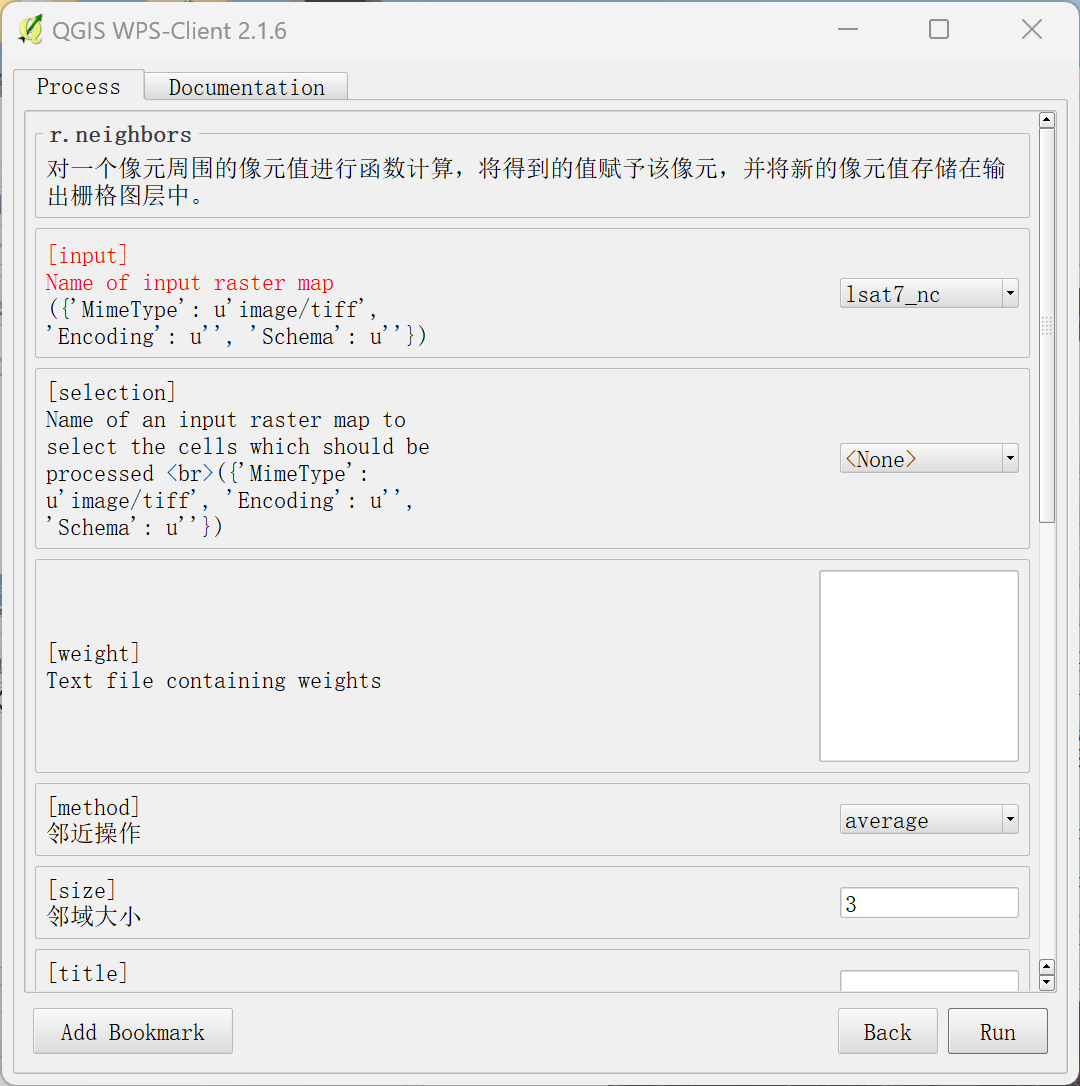 QGIS WPS-Client 2.1.6
Process
Documentation
r.neighbors
对一个像元周围的像元值进行函数计算，将得到的值赋予该像元，并将新的像元值存储在输
出栅格图层中。
[input]
Name of input raster map
({'MimeType': u'image/tiff',
'Encoding': u'', 'Schema': u''})
lsat7_nc
[selection]
Name of an input raster map to
select the cells which should be
processed <br>({'MimeType':
u'image/tiff', 'Encoding': u'',
'Schema': u''})
<None>
[weight]
Text file containing weights
[method]
邻近操作
average
[size]
邻域大小
3
[title]
Add Bookmark
Back
Run